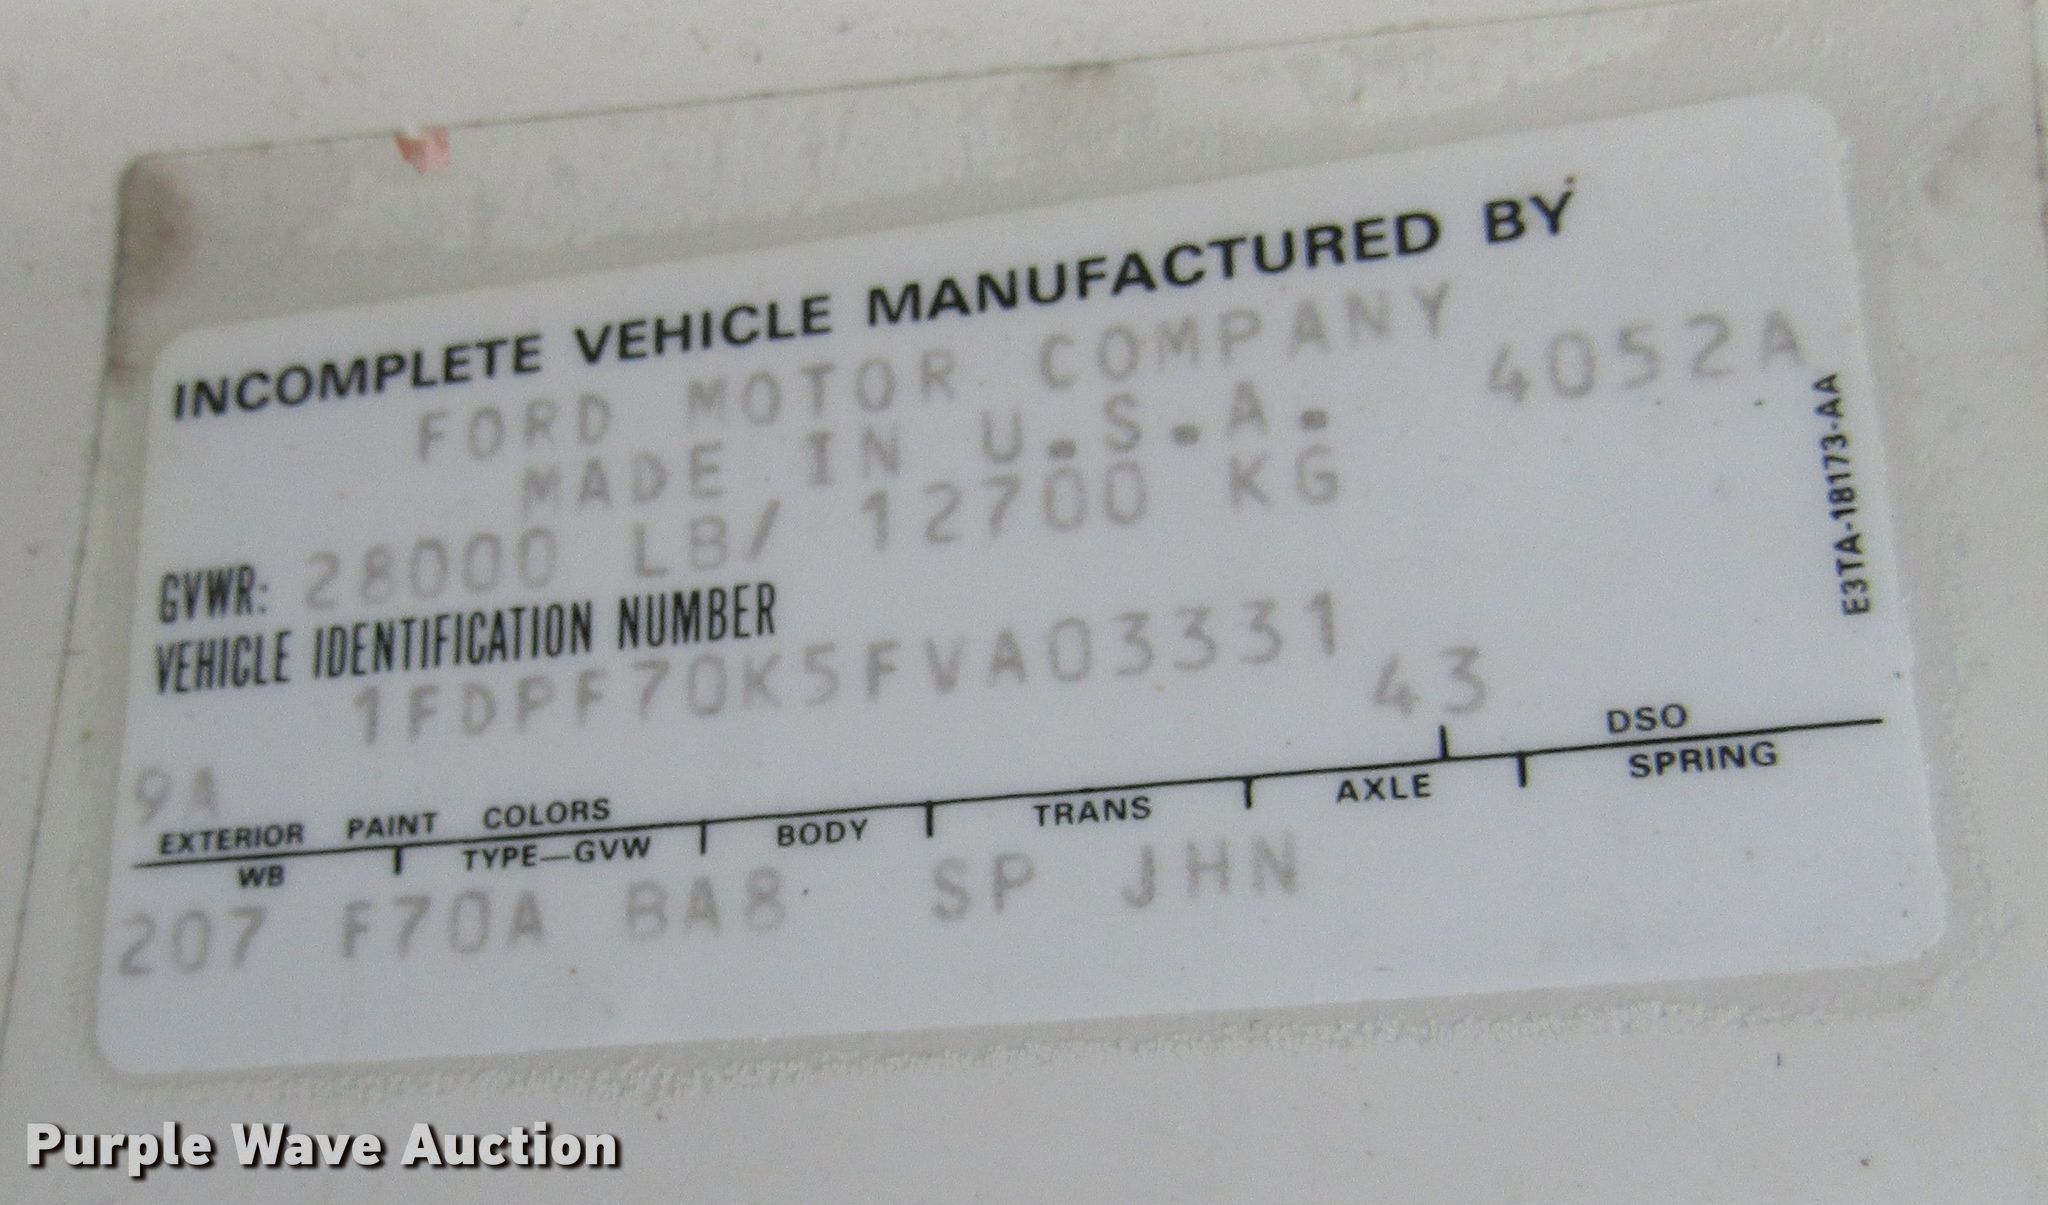 INCOMPLETE VEHICLE MANUFACTURED BY
FORD MOTOR COMPANY
MADE IN U.S.A. 4052A
GVWR: 28000 LB/ 12700 KG
VEHICLE IDENTIFICATION NUMBER
1FDPF70K5FVA03331
43
9A
EXTERIOR PAINT COLORS DSO
WB TYPE—GVW BODY TRANS AXLE SPRING
207 F70A BA8 SP JHN
E3TA-18173-AA
Purple Wave Auction